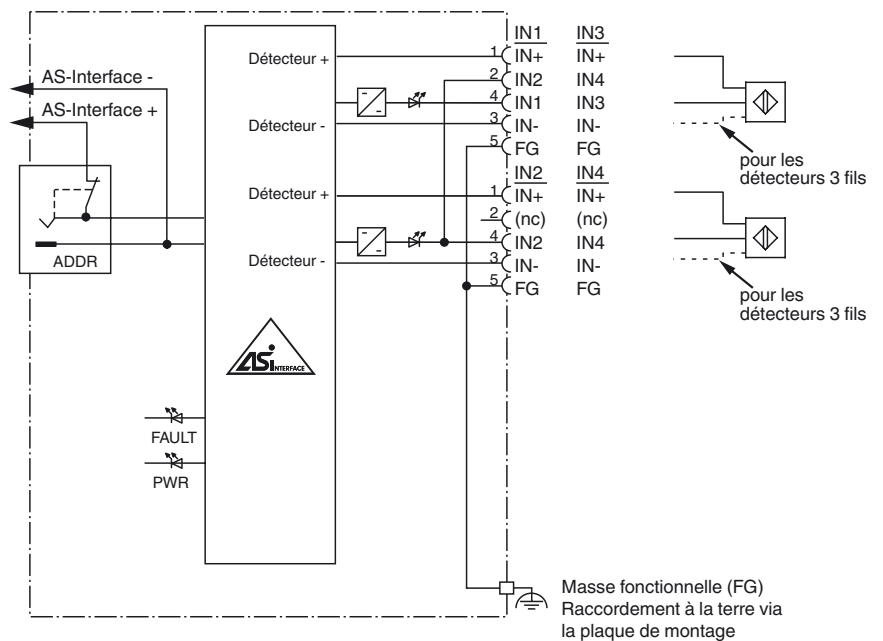 AS-Interface -
AS-Interface +
ADDR
Détecteur +
Détecteur -
Détecteur +
Détecteur -
ASi INTERFACE
FAULT
PWR
IN1 IN3
1 IN+ IN+
2 IN2 IN4
4 IN1 IN3
3 IN- IN-
5 FG FG
IN2 IN4
1 IN+ IN+
2 (nc) (nc)
4 IN2 IN4
3 IN- IN-
5 FG FG
pour les
détecteurs 3 fils
pour les
détecteurs 3 fils
Masse fonctionnelle (FG)
Raccordement à la terre via
la plaque de montage